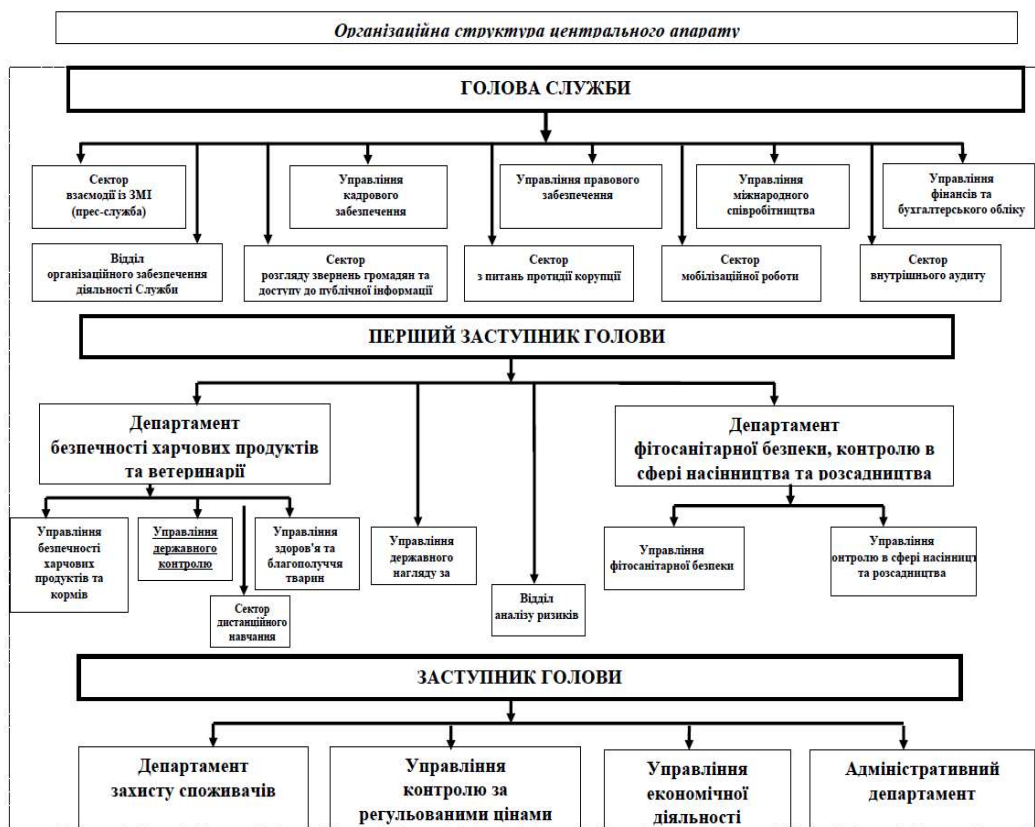 Організаційна структура центрального апарату
ГОЛОВА СЛУЖБИ
Сектор
взаємодії із ЗМІ
(прес-служба)
Управління
кадрового
забезпечення
Управління правового
забезпечення
Управління
міжнародного
співробітництва
Управління
фінансів та
бухгалтерського обліку
Відділ
організаційного забезпечення
діяльності Служби
Сектор
розгляду звернень громадян та
доступу до публічної інформації
Сектор
з питань протидії корупції
Сектор
мобілізаційної роботи
Сектор
внутрішнього аудиту
ПЕРШИЙ ЗАСТУПНИК ГОЛОВИ
Департамент
безпечності харчових продуктів
та ветеринарії
Департамент
фітосанітарної безпеки, контролю в
сфері насінництва та розсадництва
Управління
безпечності
харчових
продуктів та
кормів
Управління
державного
контролю
Управління
здоров'я та
благополуччя
тварин
Сектор
дистанційного
навчання
Управління
державного
нагляду за
Відділ
аналізу ризиків
Управління
фітосанітарної безпеки
Управління
онтролю в сфері насінницт
та розсадництва
ЗАСТУПНИК ГОЛОВИ
Департамент
захисту споживачів
Управління
контролю за
регульованими цінами
Управління
економічної
діяльності
Адміністративний
департамент